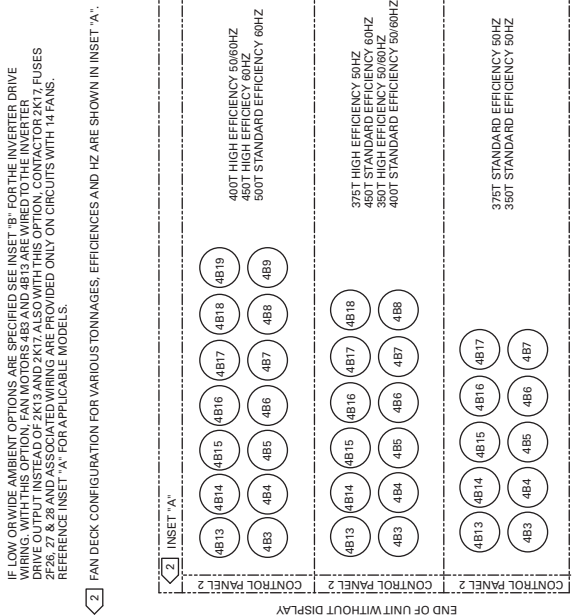 IF LOW OR WIDE AMBIENT OPTIONS ARE SPECIFIED SEE INSET "B" FOR THE INVERTER DRIVE
WIRING. WITH THIS OPTION, FAN MOTORS 4B3 AND 4B13 ARE WIRED TO THE INVERTER
DRIVE OUTPUT INSTEAD OF 2K13 AND 2K17. ALSO WITH THIS OPTION, CONTACTOR 2K17, FUSES
2F26, 27 & 28 AND ASSOCIATED WIRING ARE PROVIDED ONLY ON CIRCUITS WITH 14 FANS.
REFERENCE INSET "A" FOR APPLICABLE MODELS.
2 FAN DECK CONFIGURATION FOR VARIOUS TONNAGES, EFFICIENCES AND HZ ARE SHOWN IN INSET "A".
2 INSET "A"
END OF UNIT WITHOUT DISPLAY
CONTROL PANEL 2
4B13 4B14 4B15 4B16 4B17 4B18 4B19
4B3 4B4 4B5 4B6 4B7 4B8 4B9
400T HIGH EFFICIENCY 50/60HZ
450T HIGH EFFICIECY 60HZ
500T STANDARD EFFICIENCY 60HZ
CONTROL PANEL 2
4B13 4B14 4B15 4B16 4B17 4B18
4B3 4B4 4B5 4B6 4B7 4B8
375T HIGH EFFICIENCY 50HZ
450T STANDARD EFFICIENCY 60HZ
350T HIGH EFFICIENCY 50/60HZ
400T STANDARD EFFICIENCY 50/60HZ
CONTROL PANEL 2
4B13 4B14 4B15 4B16 4B17
4B3 4B4 4B5 4B6 4B7
375T STANDARD EFFICIENCY 50HZ
350T STANDARD EFFICIENCY 50HZ